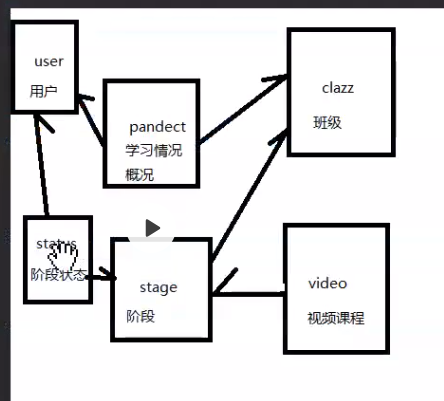 user
用户
clazz
班级
pandect
学习情况
概况
status
阶段状态
stage
阶段
video
视频课程